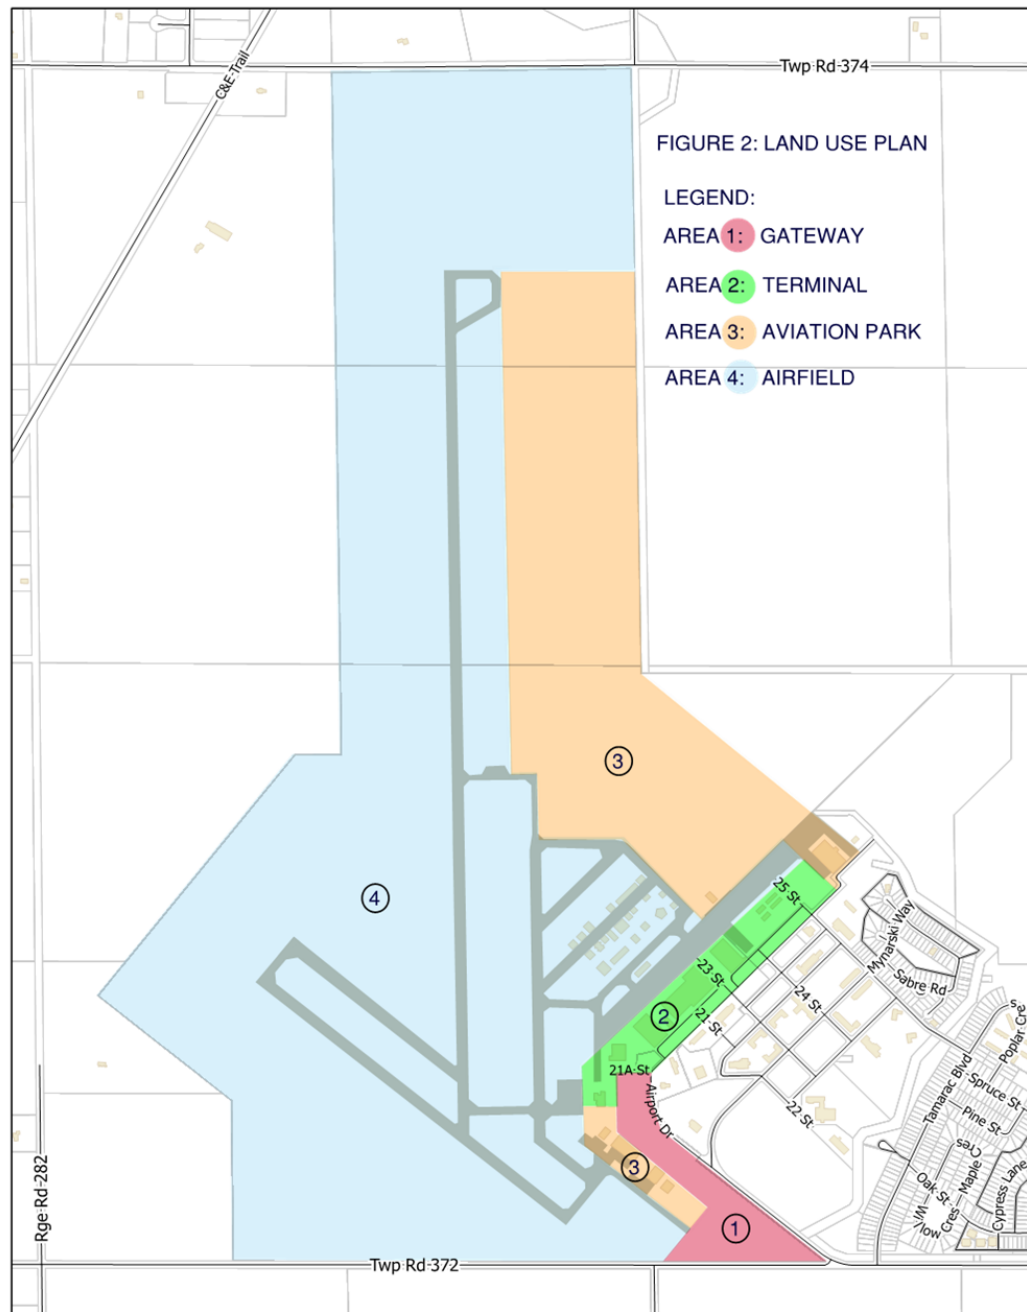 Twp Rd 374
C&E Trail
FIGURE 2: LAND USE PLAN
LEGEND:
AREA 1: GATEWAY
AREA 2: TERMINAL
AREA 3: AVIATION PARK
AREA 4: AIRFIELD
3
4
25 St
Mynarski Way
Sabre Rd
23 St
24 St
2
21 St
21A St
Airport Dr
22 St
Tamarac Blvd
Poplar Cres
Spruce St
Pine St
Maple Cres
Oak St
Willow Cres
Cypress Lane
3
1
Rge Rd 282
Twp Rd 372